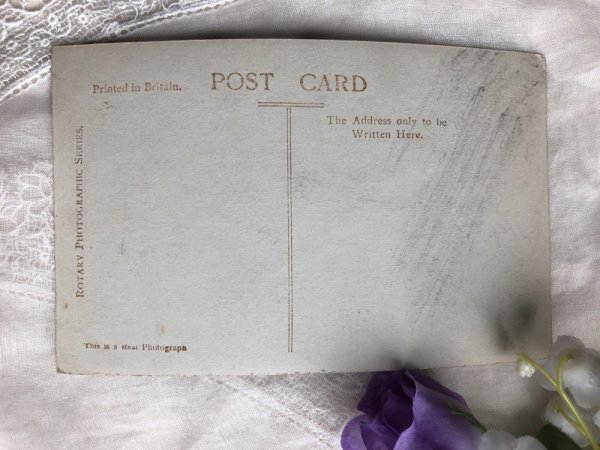 Printed in Britain.
POST CARD
The Address only to be
Written Here.
ROTARY PHOTOGRAPHIC SERIES.
This is a Real Photograph